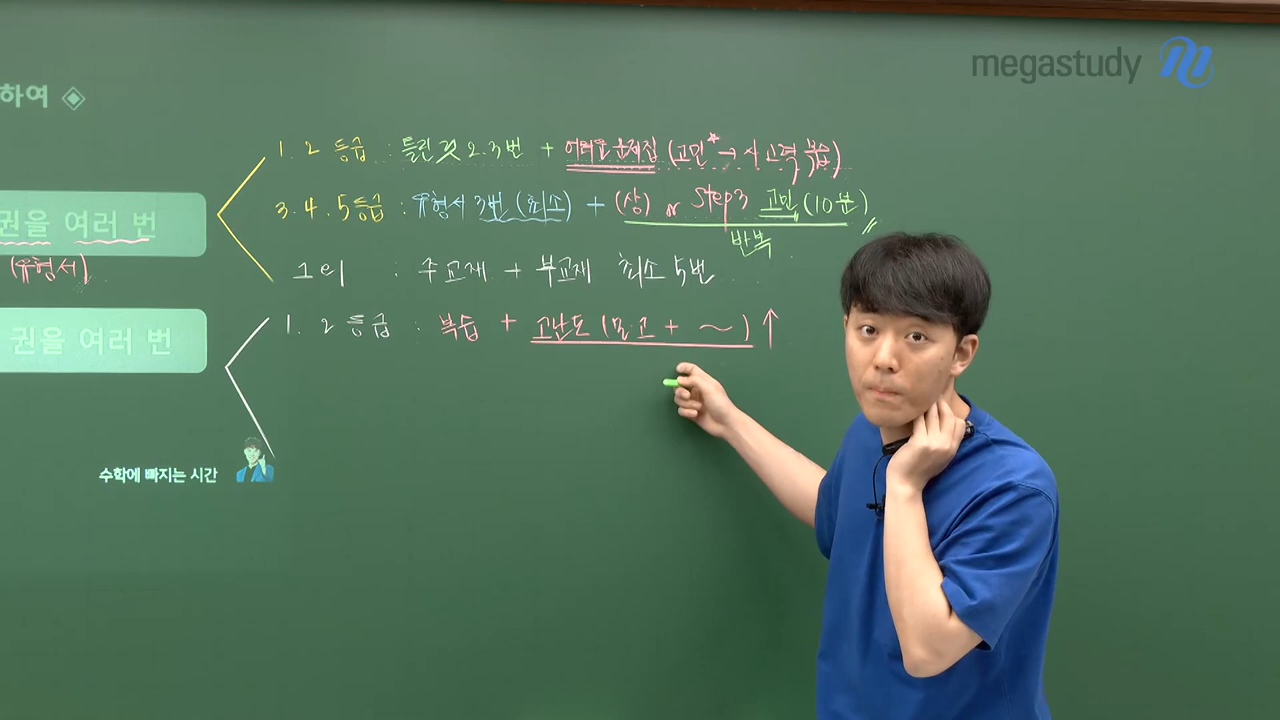 megastudy
하여
1. 2 등급 : 틀린 것 2.3번 + 어려운 문제집 (고민* → 사고력 복습)
3. 4. 5등급 : 유형서 3번 (최소) + (상) or Step3 고민 (10분)
반복
권을 여러 번
(유형서)
그 외 : 주교재 + 부교재 최소 5번
1. 2 등급 : 복습 + 고난도 (말고 + ~) ↑
권을 여러 번
수학에 빠지는 시간